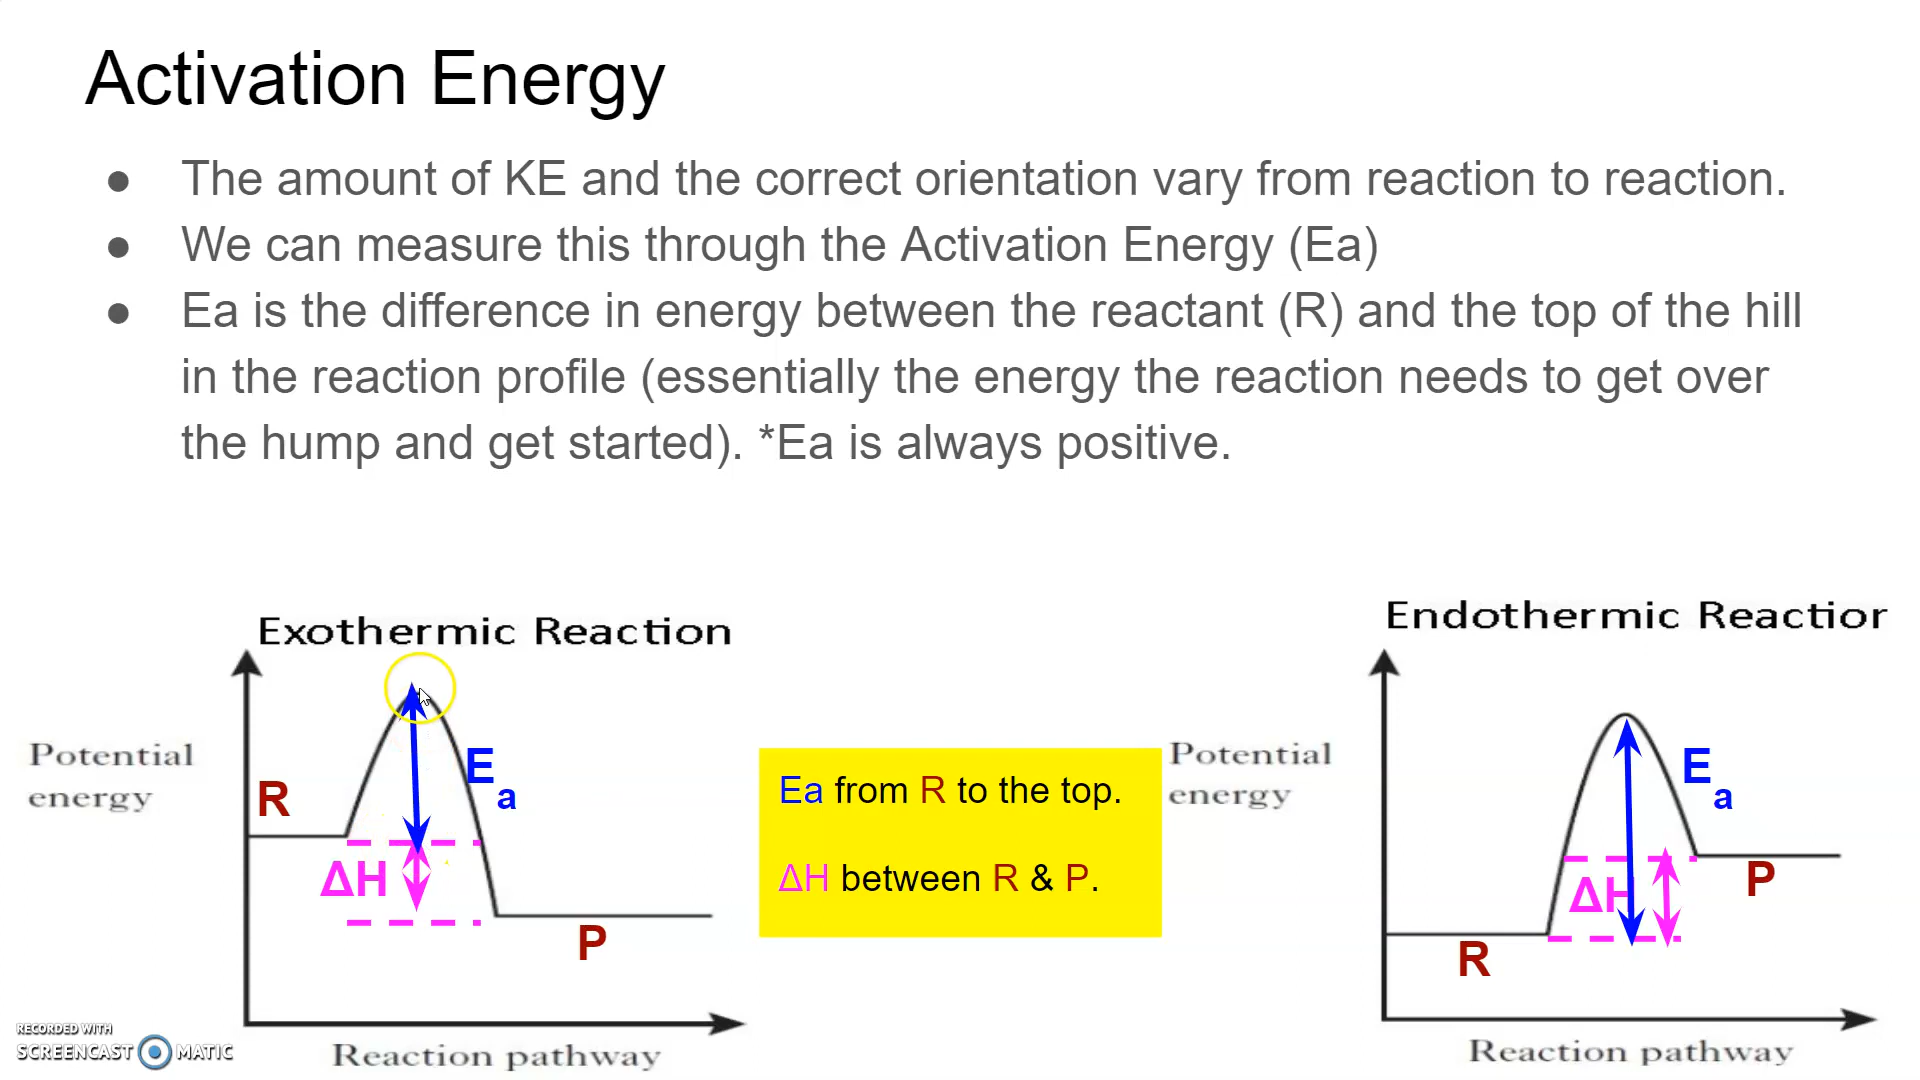 Activation Energy
● The amount of KE and the correct orientation vary from reaction to reaction.
● We can measure this through the Activation Energy (Ea)
● Ea is the difference in energy between the reactant (R) and the top of the hill
in the reaction profile (essentially the energy the reaction needs to get over
the hump and get started). *Ea is always positive.
Exothermic Reaction
Potential
energy
R
E
a
ΔH
P
Reaction pathway
Ea from R to the top.
ΔH between R & P.
Endothermic Reaction
Potential
energy
E
a
ΔH
P
R
Reaction pathway
RECORDED WITH
SCREENCAST MATIC